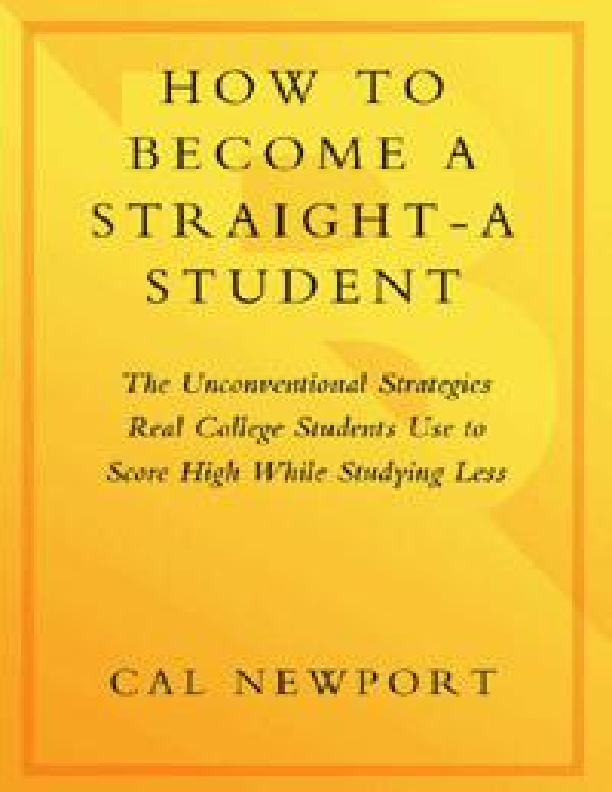 HOW TO
BECOME A
STRAIGHT-A
STUDENT
The Unconventional Strategies
Real College Students Use to
Score High While Studying Less
CAL NEWPORT